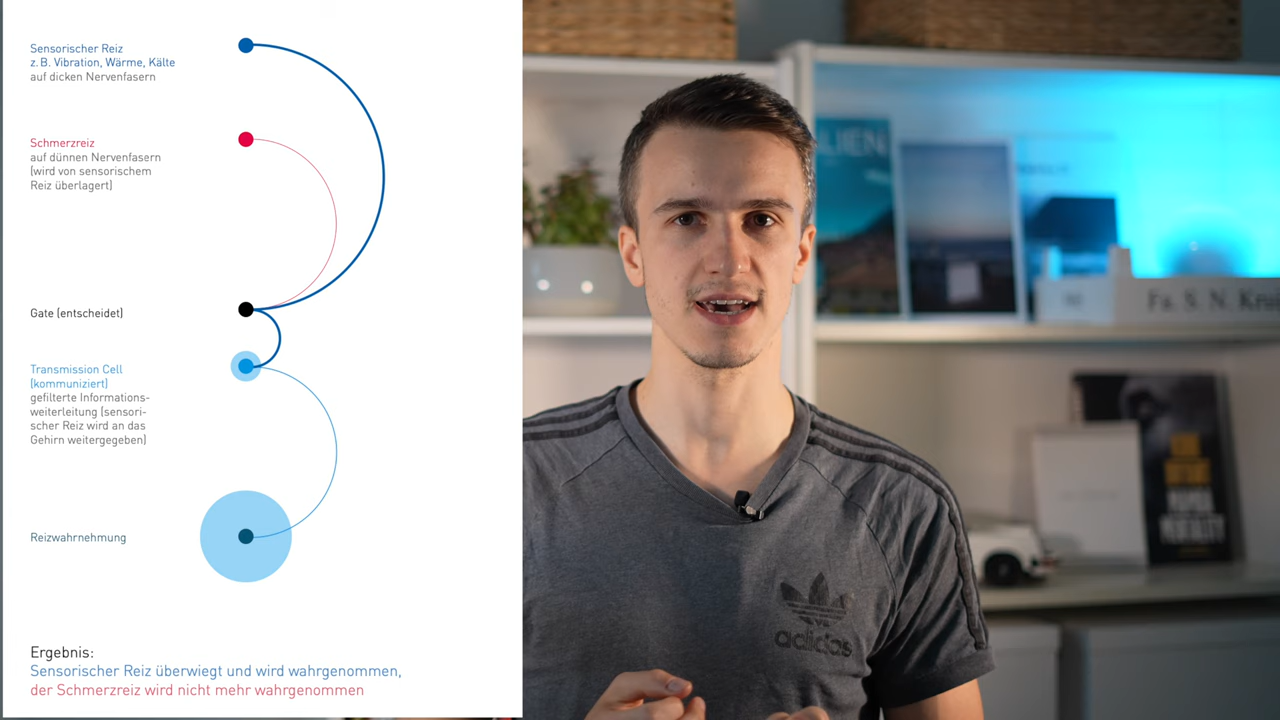 Sensorischer Reiz
z. B. Vibration, Wärme, Kälte
auf dicken Nervenfasern
Schmerzreiz
auf dünnen Nervenfasern
(wird von sensorischem
Reiz überlagert)
Gate (entscheidet)
Transmission Cell
(kommuniziert)
gefilterte Informations-
weiterleitung (sensori-
scher Reiz wird an das
Gehirn weitergegeben)
Reizwahrnehmung
Ergebnis:
Sensorischer Reiz überwiegt und wird wahrgenommen,
der Schmerzreiz wird nicht mehr wahrgenommen
LIEN
Fa. S. N.
adidas